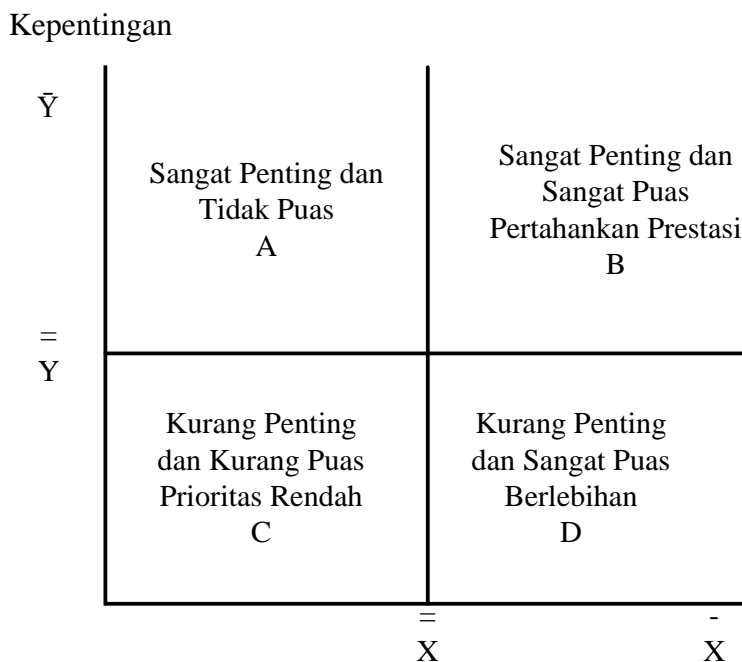 Kepentingan
Ȳ
Sangat Penting dan
Tidak Puas
A
Sangat Penting dan
Sangat Puas
Pertahankan Prestasi
B
=
Y
Kurang Penting
dan Kurang Puas
Prioritas Rendah
C
Kurang Penting
dan Sangat Puas
Berlebihan
D
= -
X X